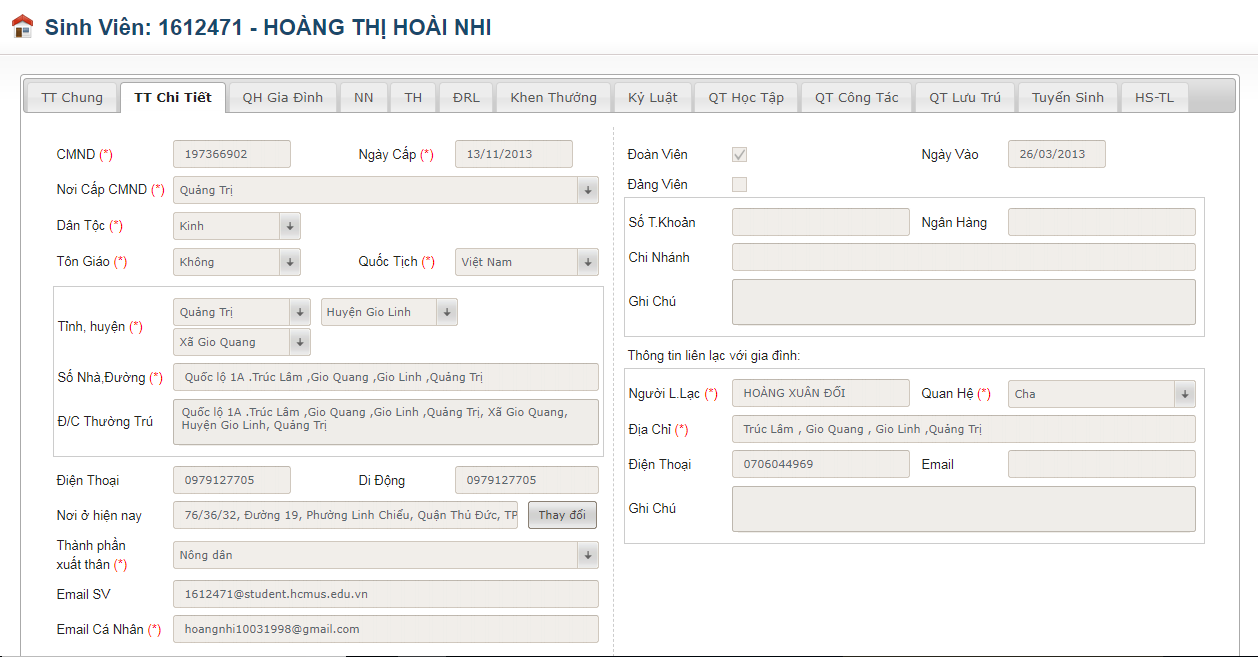 Sinh Viên: 1612471 - HOÀNG THỊ HOÀI NHI
TT Chung TT Chi Tiết QH Gia Đình NN TH ĐRL Khen Thưởng Kỷ Luật QT Học Tập QT Công Tác QT Lưu Trú Tuyển Sinh HS-TL
CMND (*) 197366902 Ngày Cấp (*) 13/11/2013
Nơi Cấp CMND (*) Quảng Trị
Dân Tộc (*) Kinh
Tôn Giáo (*) Không Quốc Tịch (*) Việt Nam
Tỉnh, huyện (*) Quảng Trị Huyện Gio Linh
Xã Gio Quang
Số Nhà,Đường (*) Quốc lộ 1A .Trúc Lâm ,Gio Quang ,Gio Linh ,Quảng Trị
Đ/C Thường Trú Quốc lộ 1A .Trúc Lâm ,Gio Quang ,Gio Linh ,Quảng Trị, Xã Gio Quang,
Huyện Gio Linh, Quảng Trị
Điện Thoại 0979127705 Di Động 0979127705
Nơi ở hiện nay 76/36/32, Đường 19, Phường Linh Chiểu, Quận Thủ Đức, TP Thay đổi
Thành phần
xuất thân (*) Nông dân
Email SV 1612471@student.hcmus.edu.vn
Email Cá Nhân (*) hoangnhi10031998@gmail.com
Đoàn Viên Ngày Vào 26/03/2013
Đảng Viên
Số T.Khoản Ngân Hàng
Chi Nhánh
Ghi Chú
Thông tin liên lạc với gia đình:
Người L.Lạc (*) HOÀNG XUÂN ĐỐI Quan Hệ (*) Cha
Địa Chỉ (*) Trúc Lâm , Gio Quang , Gio Linh ,Quảng Trị
Điện Thoại 0706044969 Email
Ghi Chú